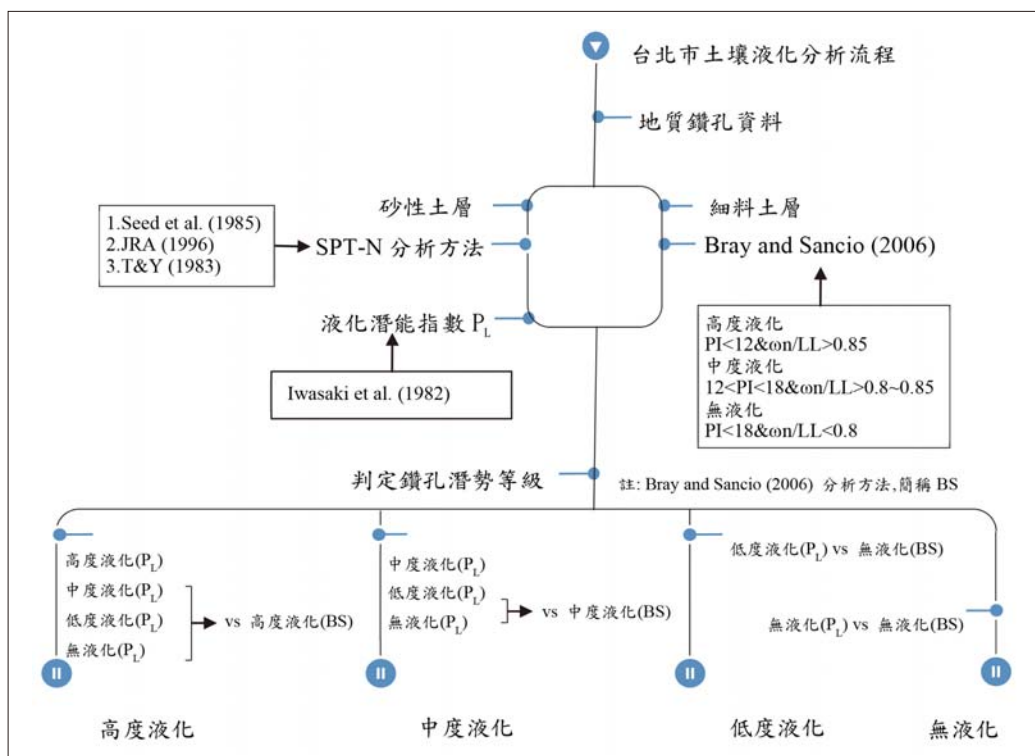 台北市土壤液化分析流程
地質鑽孔資料
砂性土層
細料土層
1.Seed et al. (1985)
2.JRA (1996)
3.T&Y (1983)
SPT-N 分析方法
Bray and Sancio (2006)
液化潛能指數 PL
高度液化
PI<12&ωn/LL>0.85
中度液化
12<PI<18&ωn/LL>0.8~0.85
無液化
PI<18&ωn/LL<0.8
Iwasaki et al. (1982)
判定鑽孔潛勢等級
註: Bray and Sancio (2006) 分析方法,簡稱 BS
高度液化(PL)
中度液化(PL)
低度液化(PL)
無液化(PL)
vs 高度液化(BS)
中度液化(PL)
低度液化(PL)
無液化(PL)
vs 中度液化(BS)
低度液化(PL) vs 無液化(BS)
無液化(PL) vs 無液化(BS)
高度液化
中度液化
低度液化
無液化